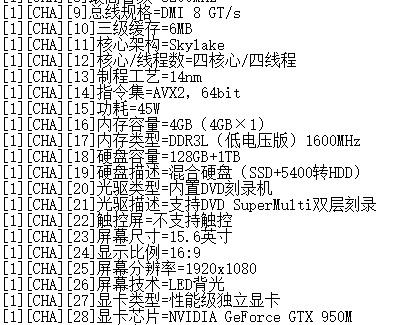 [1][CHA][9]总线规格=DMI 8 GT/s
[1][CHA][10]三级缓存=6MB
[1][CHA][11]核心架构=Skylake
[1][CHA][12]核心/线程数=四核心/四线程
[1][CHA][13]制程工艺=14nm
[1][CHA][14]指令集=AVX2, 64bit
[1][CHA][15]功耗=45W
[1][CHA][16]内存容量=4GB (4GB×1)
[1][CHA][17]内存类型=DDR3L (低电压版) 1600MHz
[1][CHA][18]硬盘容量=128GB+1TB
[1][CHA][19]硬盘描述=混合硬盘 (SSD+5400转HDD)
[1][CHA][20]光驱类型=内置DVD刻录机
[1][CHA][21]光驱描述=支持DVD SuperMulti双层刻录
[1][CHA][22]触控屏=不支持触控
[1][CHA][23]屏幕尺寸=15.6英寸
[1][CHA][24]显示比例=16:9
[1][CHA][25]屏幕分辨率=1920x1080
[1][CHA][26]屏幕技术=LED背光
[1][CHA][27]显卡类型=性能级独立显卡
[1][CHA][28]显卡芯片=NVIDIA GeForce GTX 950M